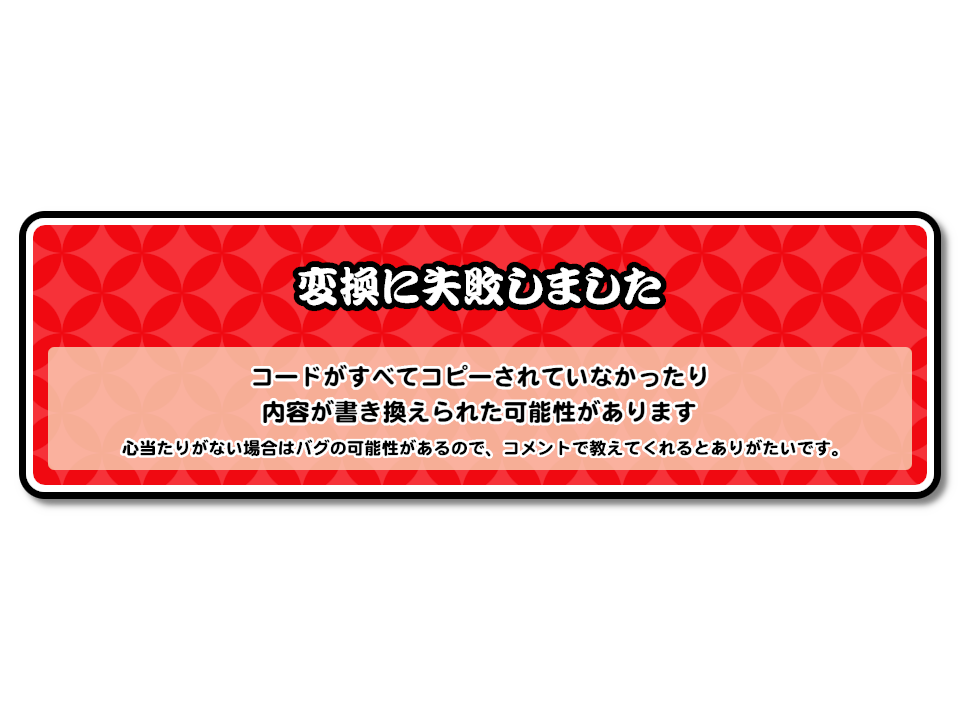 変換に失敗しました
コードがすべてコピーされていなかったり
内容が書き換えられた可能性があります
心当たりがない場合はバグの可能性があるので、コメントで教えてくれるとありがたいです。